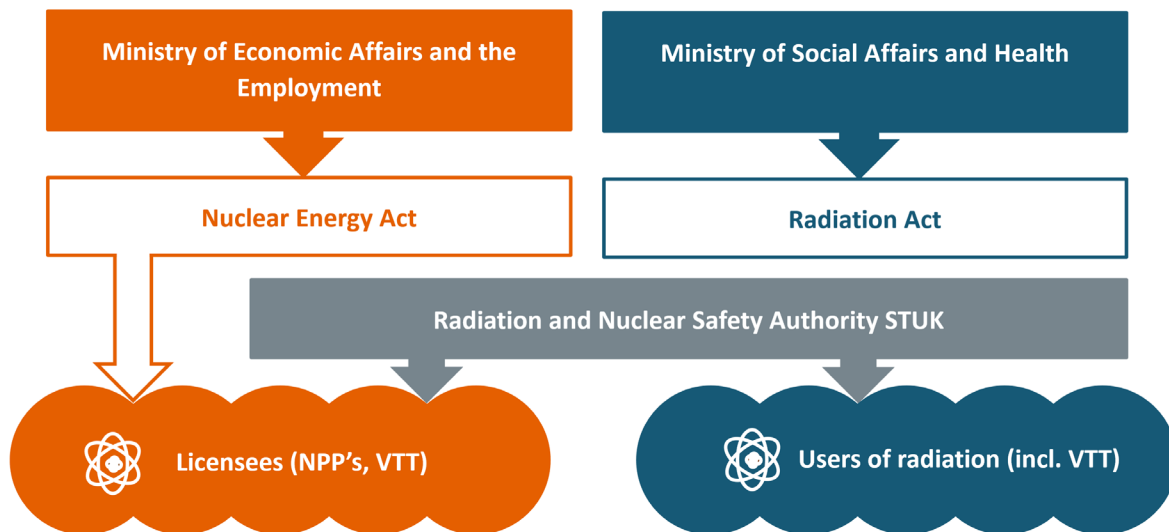 Ministry of Economic Affairs and the
Employment
Ministry of Social Affairs and Health
Nuclear Energy Act
Radiation Act
Radiation and Nuclear Safety Authority STUK
Licensees (NPP's, VTT)
Users of radiation (incl. VTT)